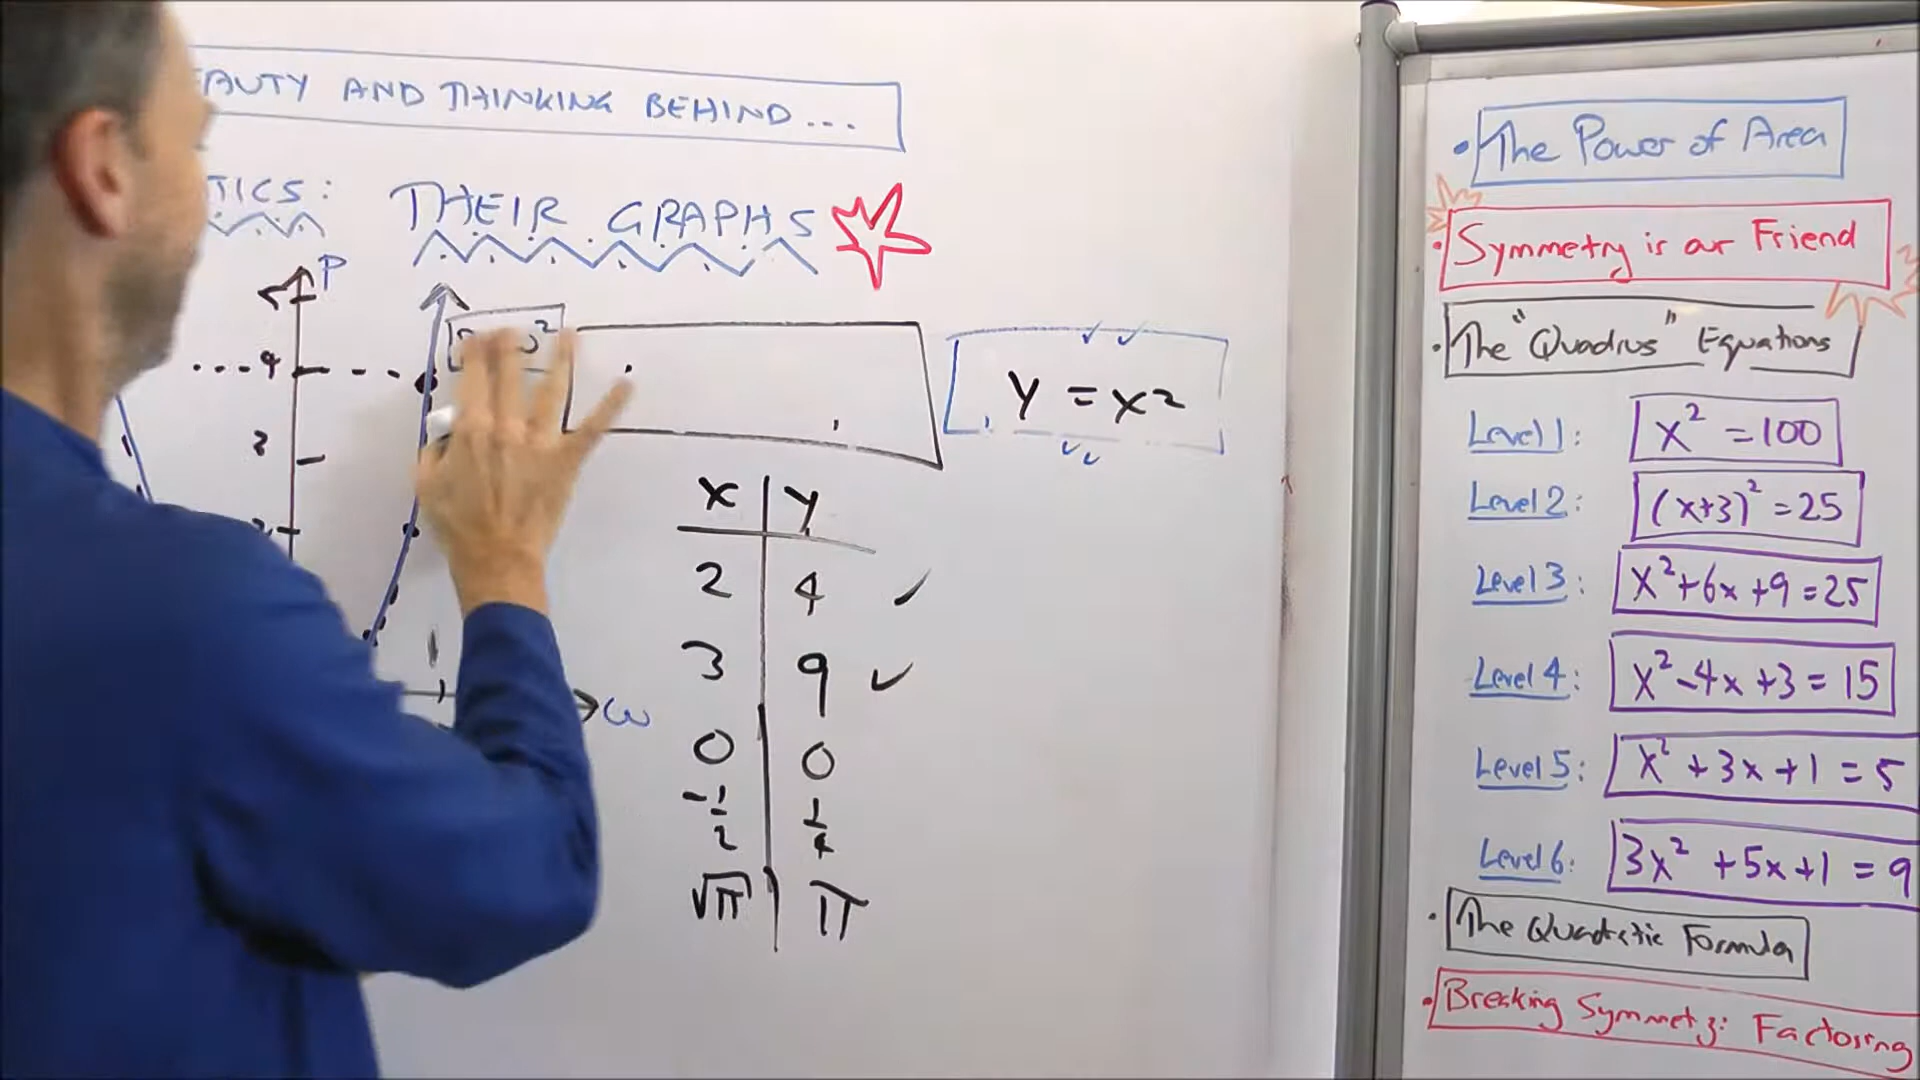 AUTY AND THINKING BEHIND...
TICS: THEIR GRAPHS
P
4
3
2
1
ω
y = x²
x | y
2 | 4 ✓
3 | 9 ✓
0 | 0
-1/2 | 1/4
√π | π
• The Power of Area
• Symmetry is our Friend
• The "Quadrus" Equations
Level 1: x² = 100
Level 2: (x+3)² = 25
Level 3: x²+6x+9=25
Level 4: x²-4x+3=15
Level 5: x²+3x+1=5
Level 6: 3x²+5x+1=9
• The Quadratic Formula
• Breaking Symmetry: Factoring